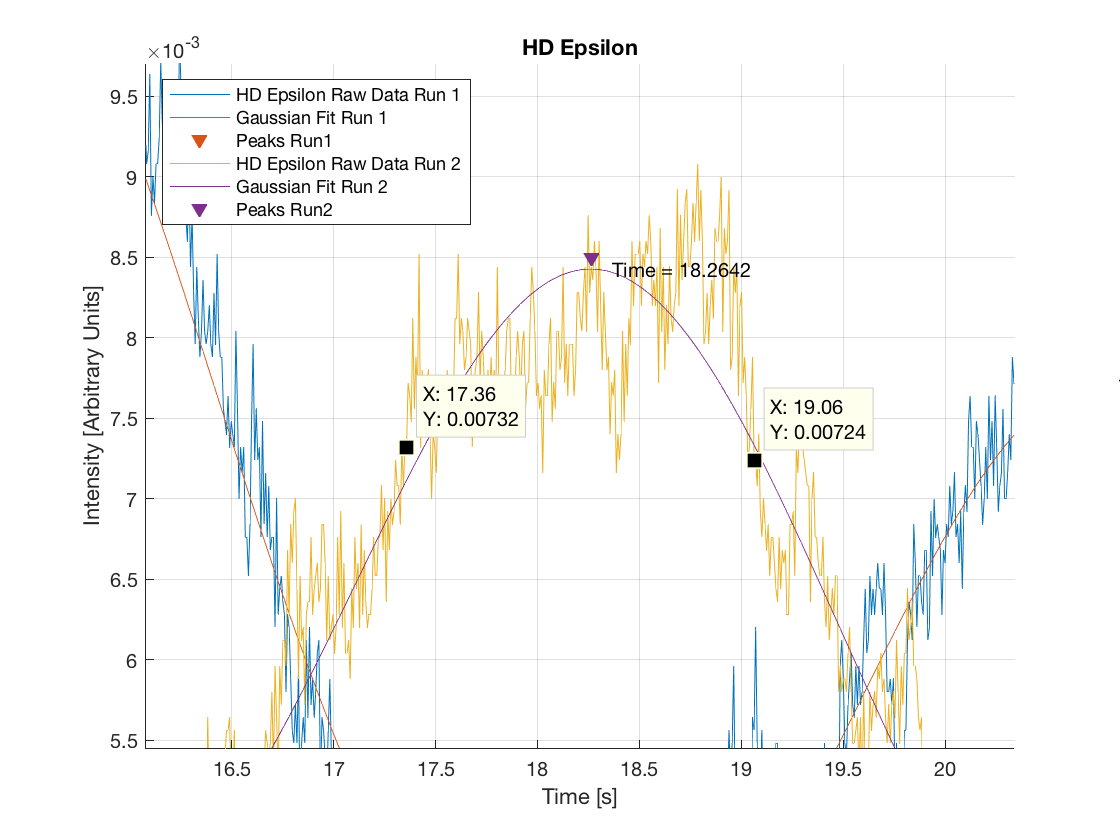 HD Epsilon
×10⁻³
HD Epsilon Raw Data Run 1
Gaussian Fit Run 1
Peaks Run1
HD Epsilon Raw Data Run 2
Gaussian Fit Run 2
Peaks Run2
9.5
9
8.5
8
7.5
7
6.5
6
5.5
Intensity [Arbitrary Units]
Time = 18.2642
X: 17.36
Y: 0.00732
X: 19.06
Y: 0.00724
16.5 17 17.5 18 18.5 19 19.5 20
Time [s]